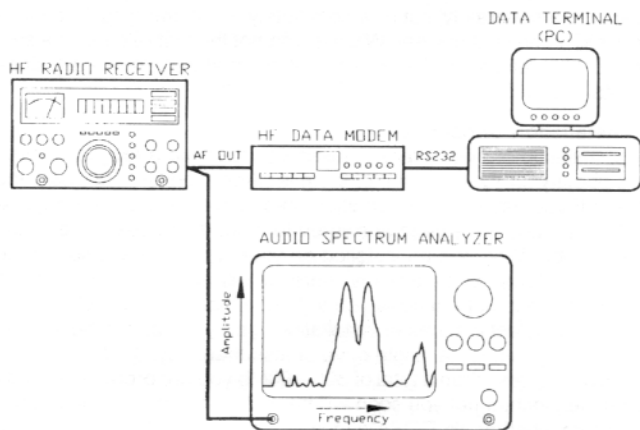 DATA TERMINAL
(PC)
HF RADIO RECEIVER
HF DATA MODEM
AF OUT
RS232
AUDIO SPECTRUM ANALYZER
Amplitude
Frequency